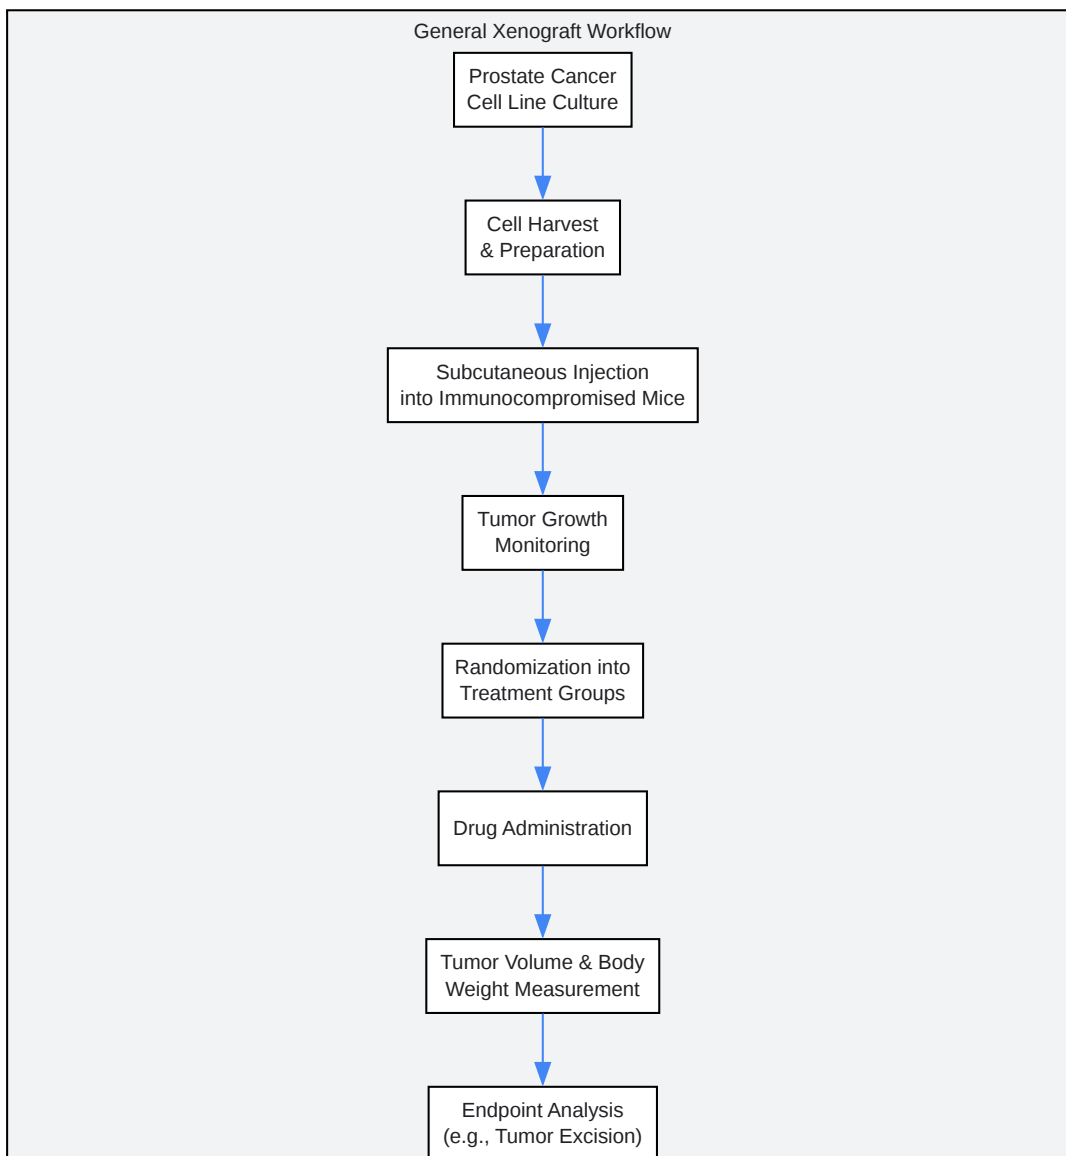 General Xenograft Workflow
Prostate Cancer
Cell Line Culture
Cell Harvest
& Preparation
Subcutaneous Injection
into Immunocompromised Mice
Tumor Growth
Monitoring
Randomization into
Treatment Groups
Drug Administration
Tumor Volume & Body
Weight Measurement
Endpoint Analysis
(e.g., Tumor Excision)